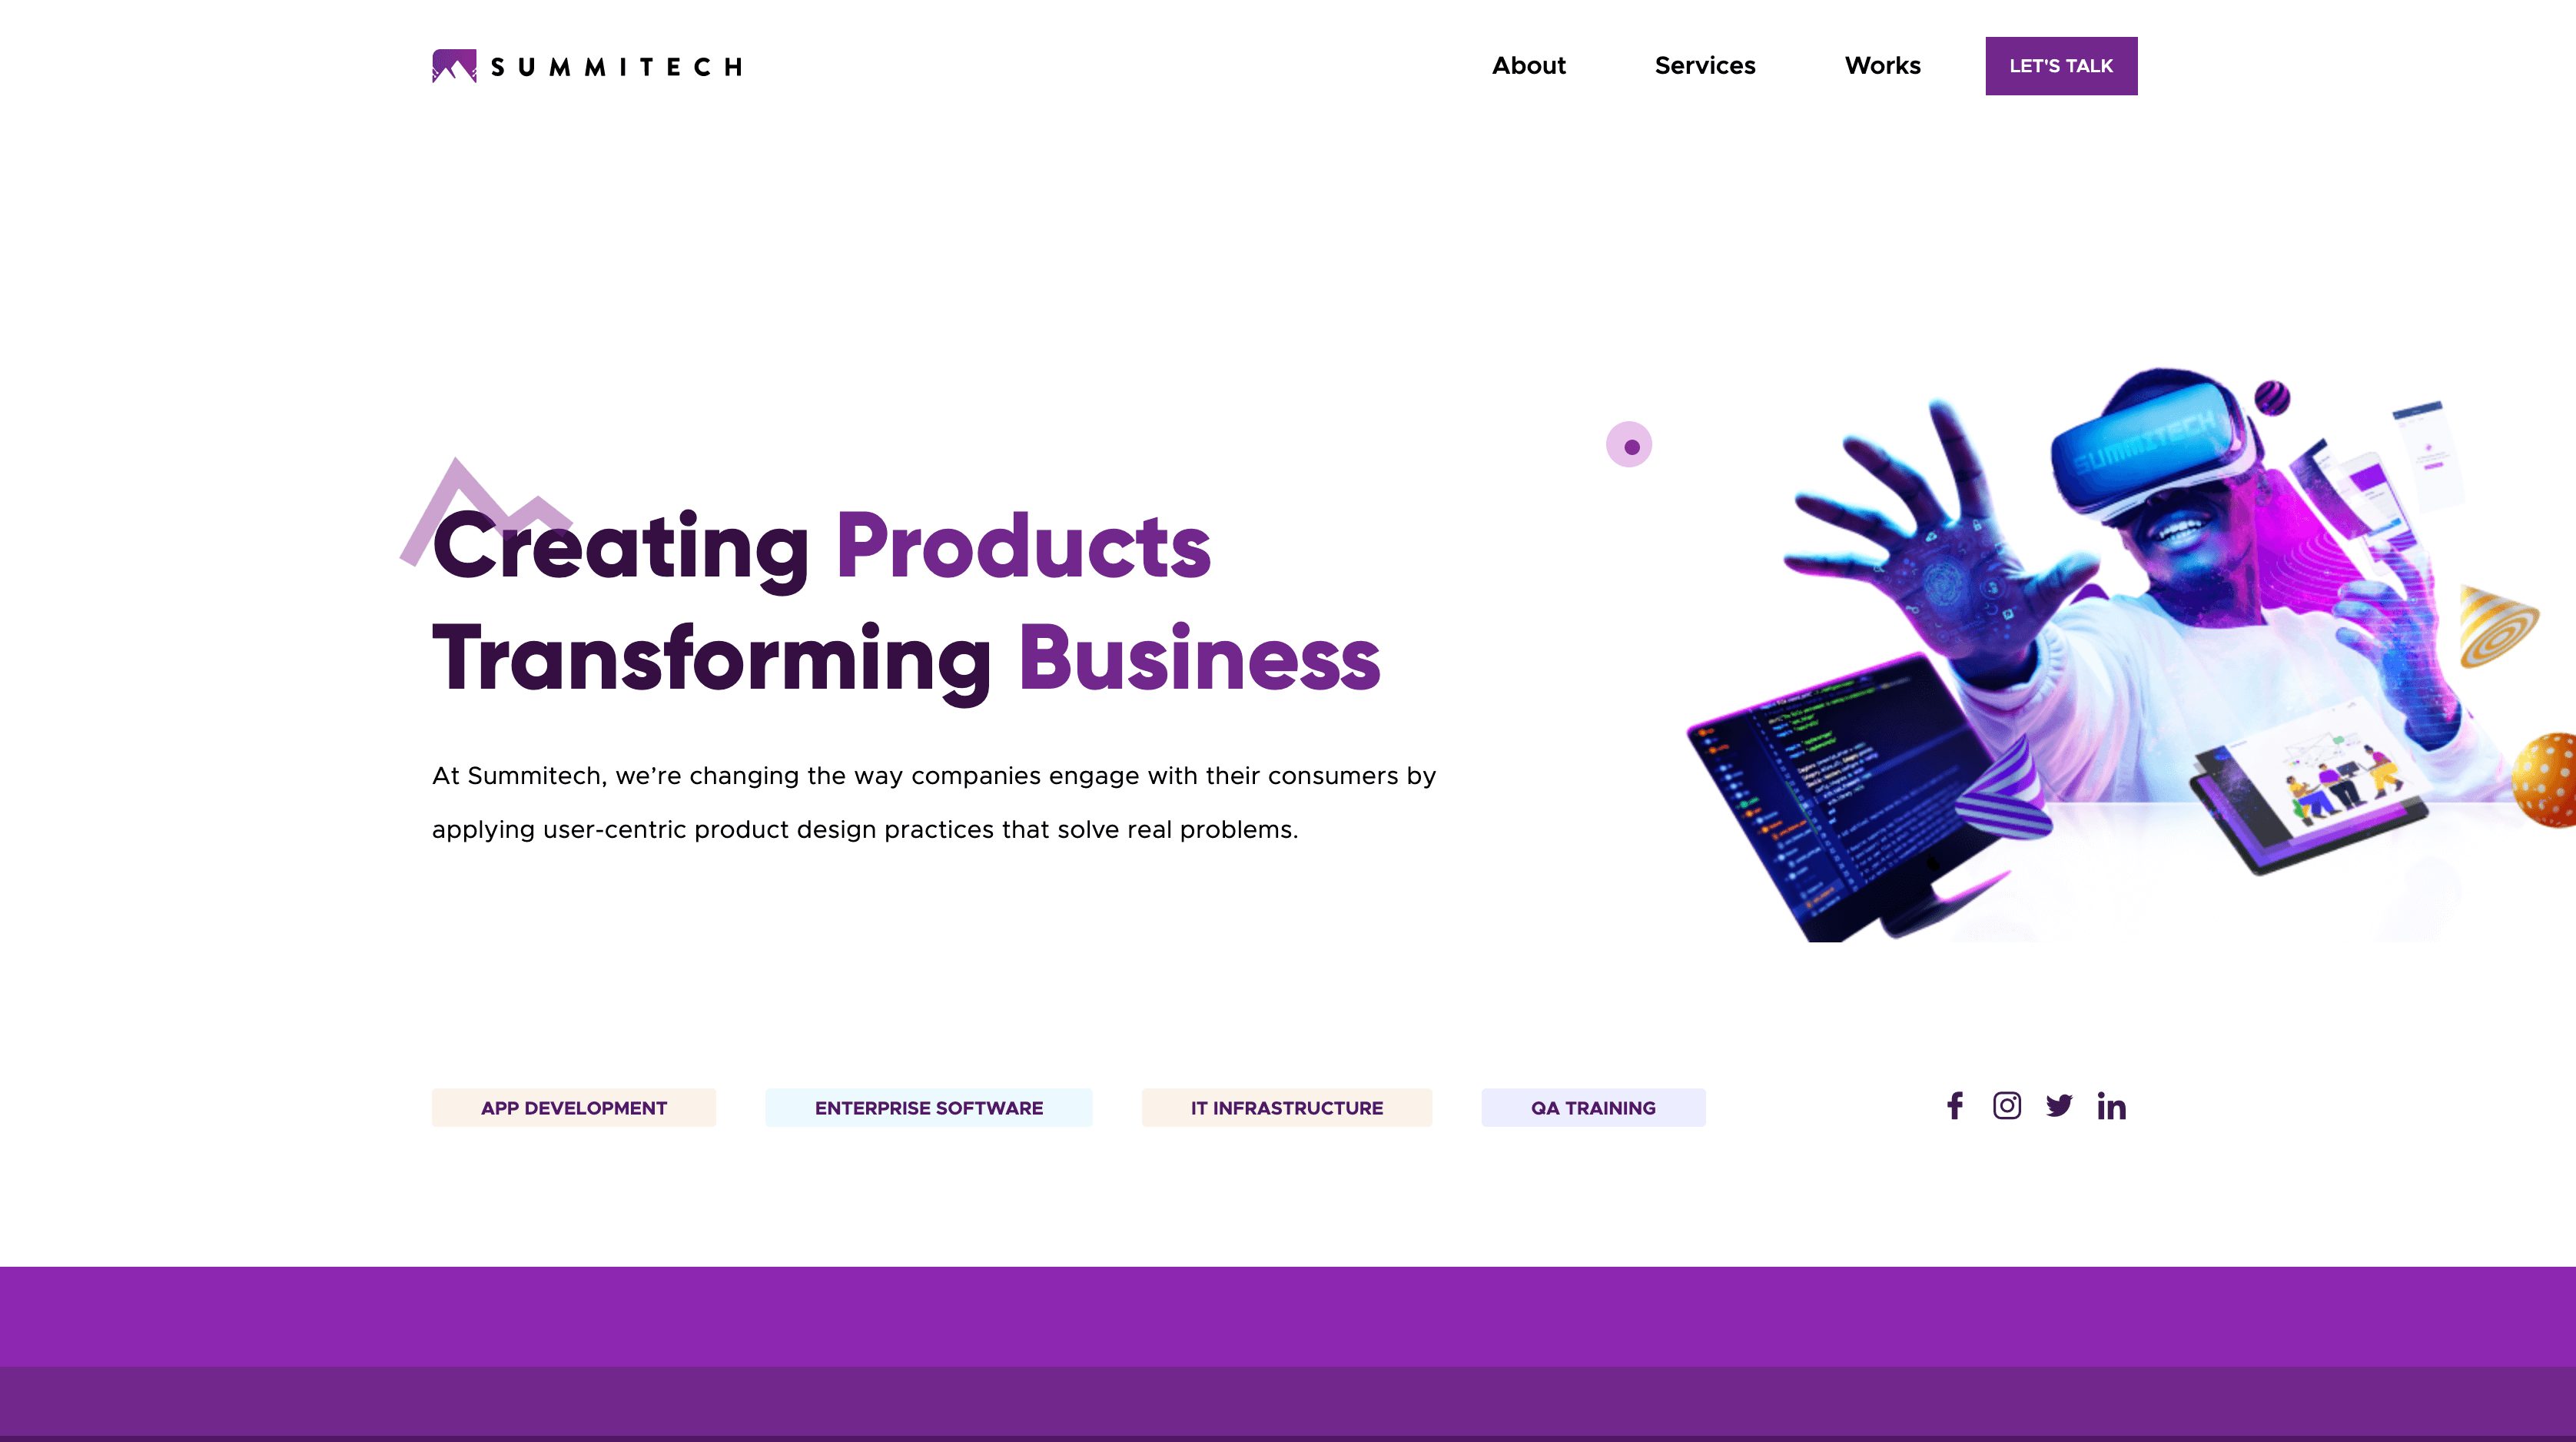 SUMMITECH
About
Services
Works
LET'S TALK
SUMMITECH
Creating Products
Transforming Business
At Summitech, we’re changing the way companies engage with their consumers by
applying user-centric product design practices that solve real problems.
APP DEVELOPMENT
ENTERPRISE SOFTWARE
IT INFRASTRUCTURE
QA TRAINING